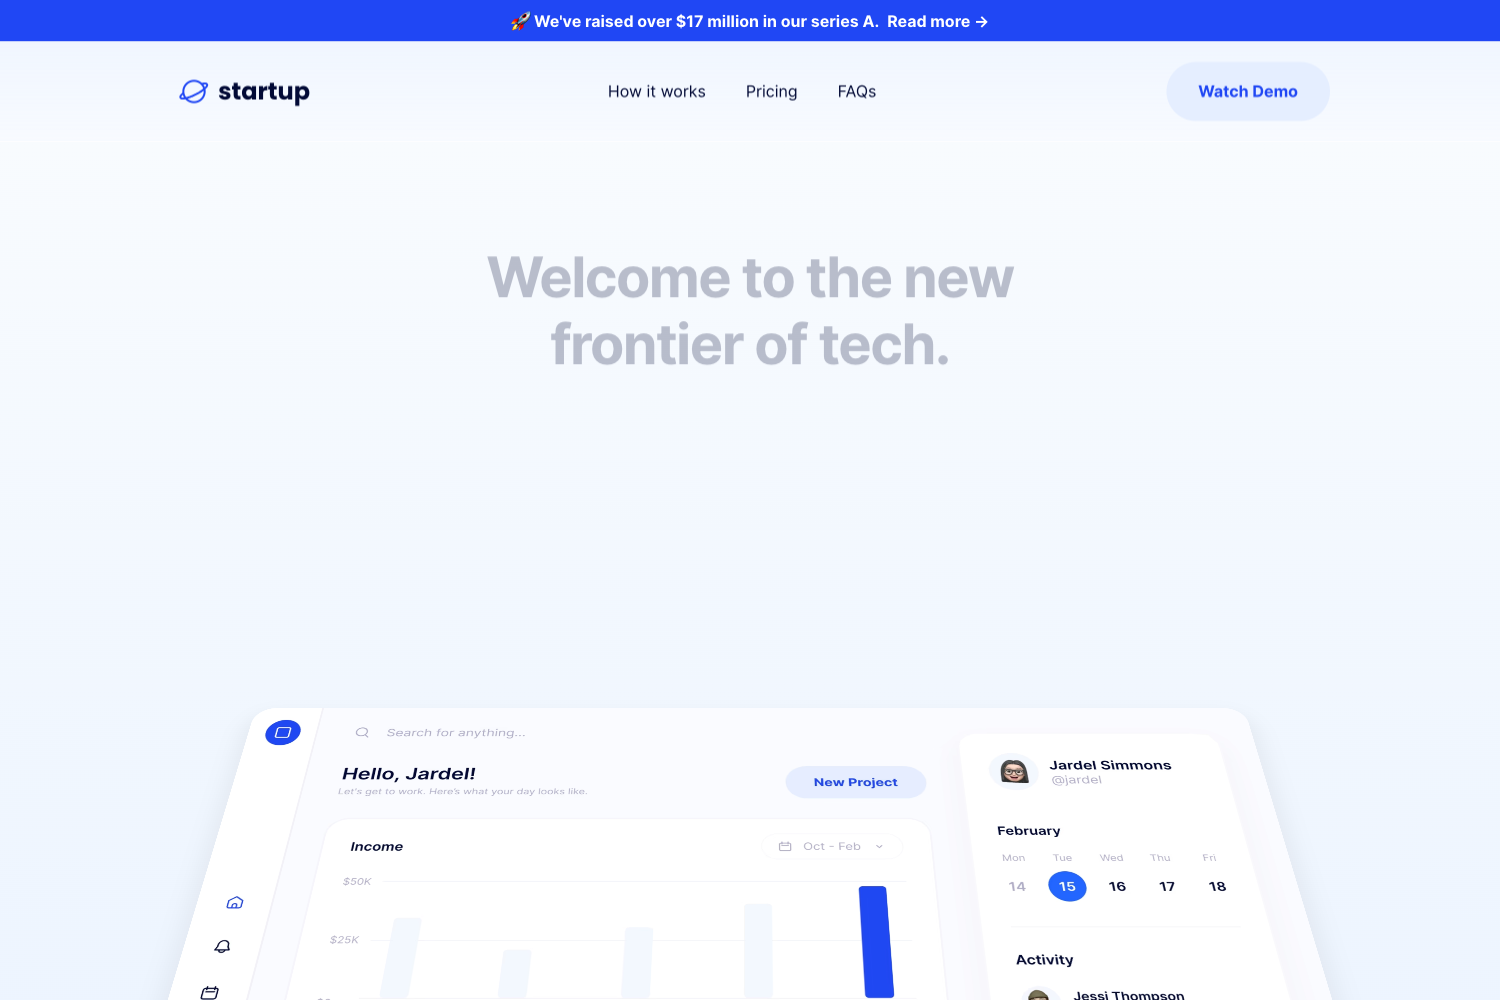 🚀 We've raised over $17 million in our series A. Read more →
startup
How it works
Pricing
FAQs
Watch Demo
Welcome to the new
frontier of tech.
Search for anything...
Hello, Jardel!
Let's get to work. Here's what your day looks like.
New Project
Income
Oct - Feb
$50K
$25K
Jardel Simmons
@jardel
February
Mon Tue Wed Thu Fri
14 15 16 17 18
Activity
Jessi Thompson